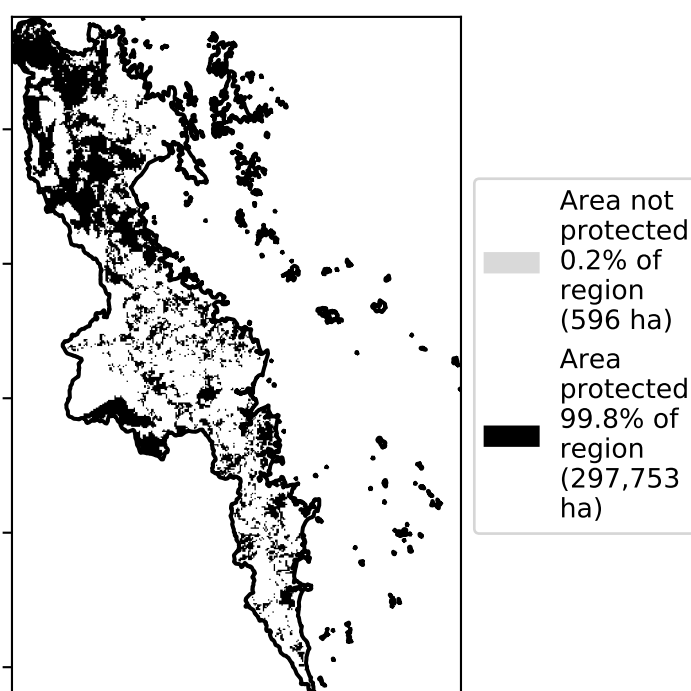 Area not
protected
0.2% of
region
(596 ha)
Area
protected
99.8% of
region
(297,753
ha)